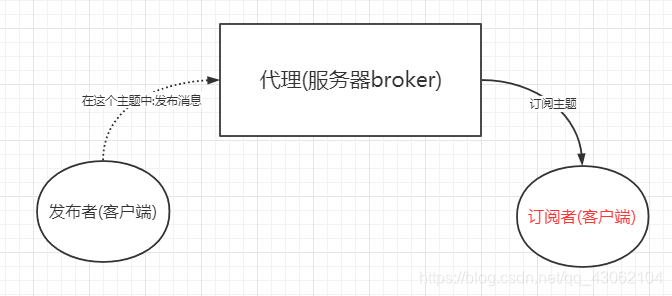 代理(服务器broker)
在这个主题中:发布消息
订阅主题
发布者(客户端)
订阅者(客户端)
https://blog.csdn.net/qq_43062104